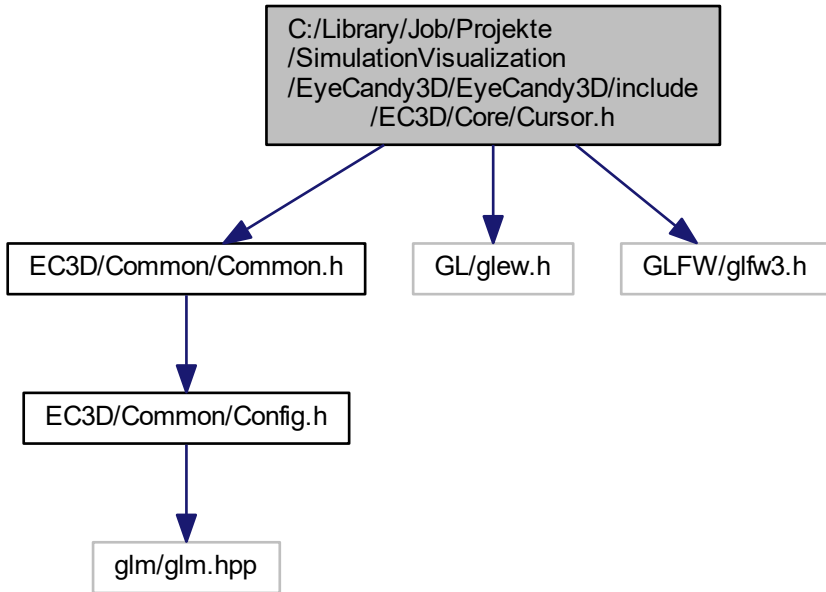 C:/Library/Job/Projekte
/SimulationVisualization
/EyeCandy3D/EyeCandy3D/include
/EC3D/Core/Cursor.h
EC3D/Common/Common.h
GL/glew.h
GLFW/glfw3.h
EC3D/Common/Config.h
glm/glm.hpp